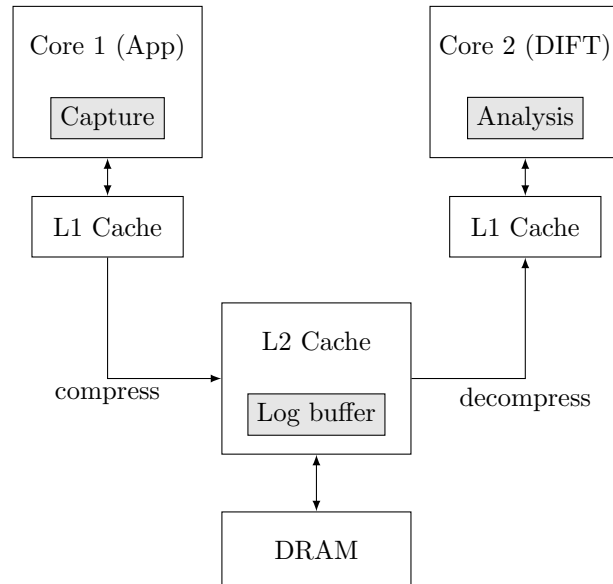 Core 1 (App)
Capture
Core 2 (DIFT)
Analysis
L1 Cache
L1 Cache
L2 Cache
Log buffer
compress
decompress
DRAM